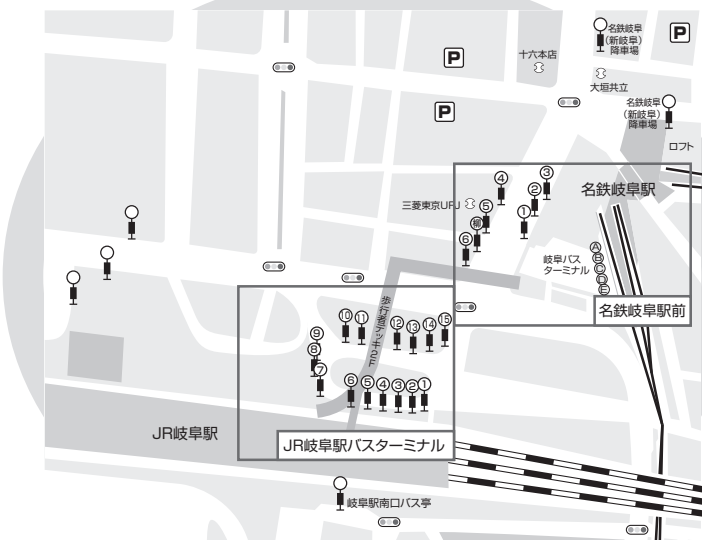 名鉄岐阜
(新岐阜)
降車場
P
十六本店
P
大垣共立
P
名鉄岐阜
(新岐阜)
降車場
ロフト
③
④
②
名鉄岐阜駅
三菱東京UFJ
⑤
①
柳
⑥
岐阜バス
ターミナル
Ⓐ
Ⓑ
Ⓒ
Ⓓ
Ⓔ
名鉄岐阜駅前
歩行者デッキ2F
⑩
⑪
⑫
⑬
⑭
⑮
⑨
⑧
⑦
⑥
⑤
④
③
②
①
JR岐阜駅
JR岐阜駅バスターミナル
岐阜駅南口バス亭